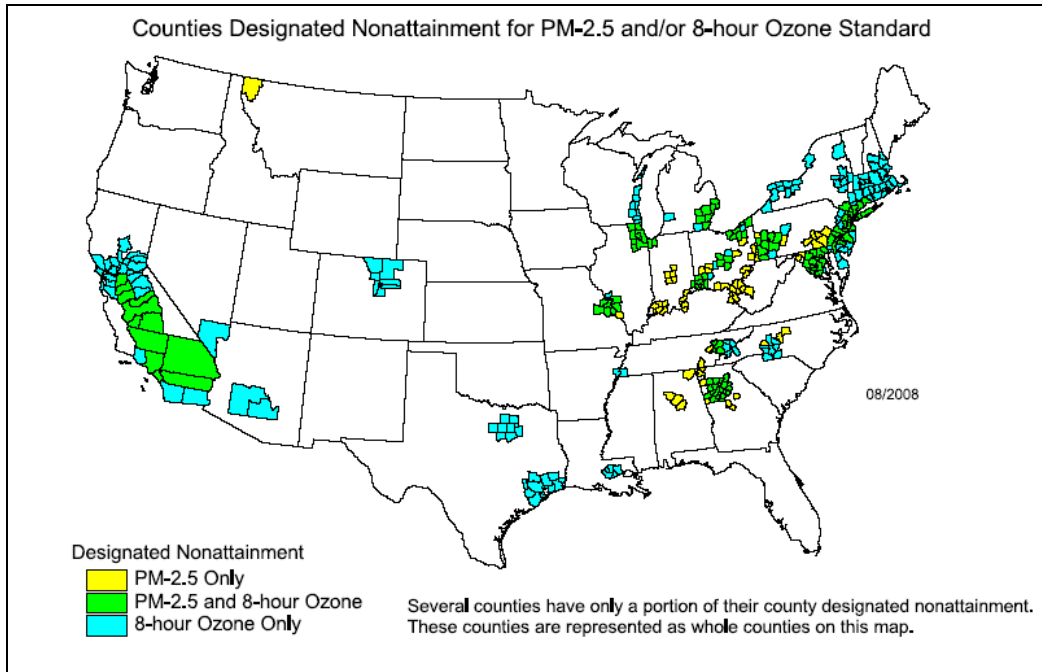 Counties Designated Nonattainment for PM-2.5 and/or 8-hour Ozone Standard
08/2008
Designated Nonattainment
PM-2.5 Only
PM-2.5 and 8-hour Ozone
8-hour Ozone Only
Several counties have only a portion of their county designated nonattainment.
These counties are represented as whole counties on this map.